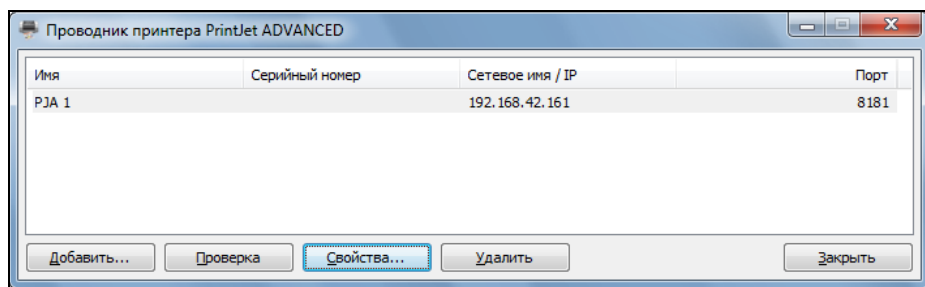 Проводник принтера PrintJet ADVANCED
Имя Серийный номер Сетевое имя / IP Порт
PJA 1 192.168.42.161 8181
Добавить... Проверка Свойства... Удалить Закрыть